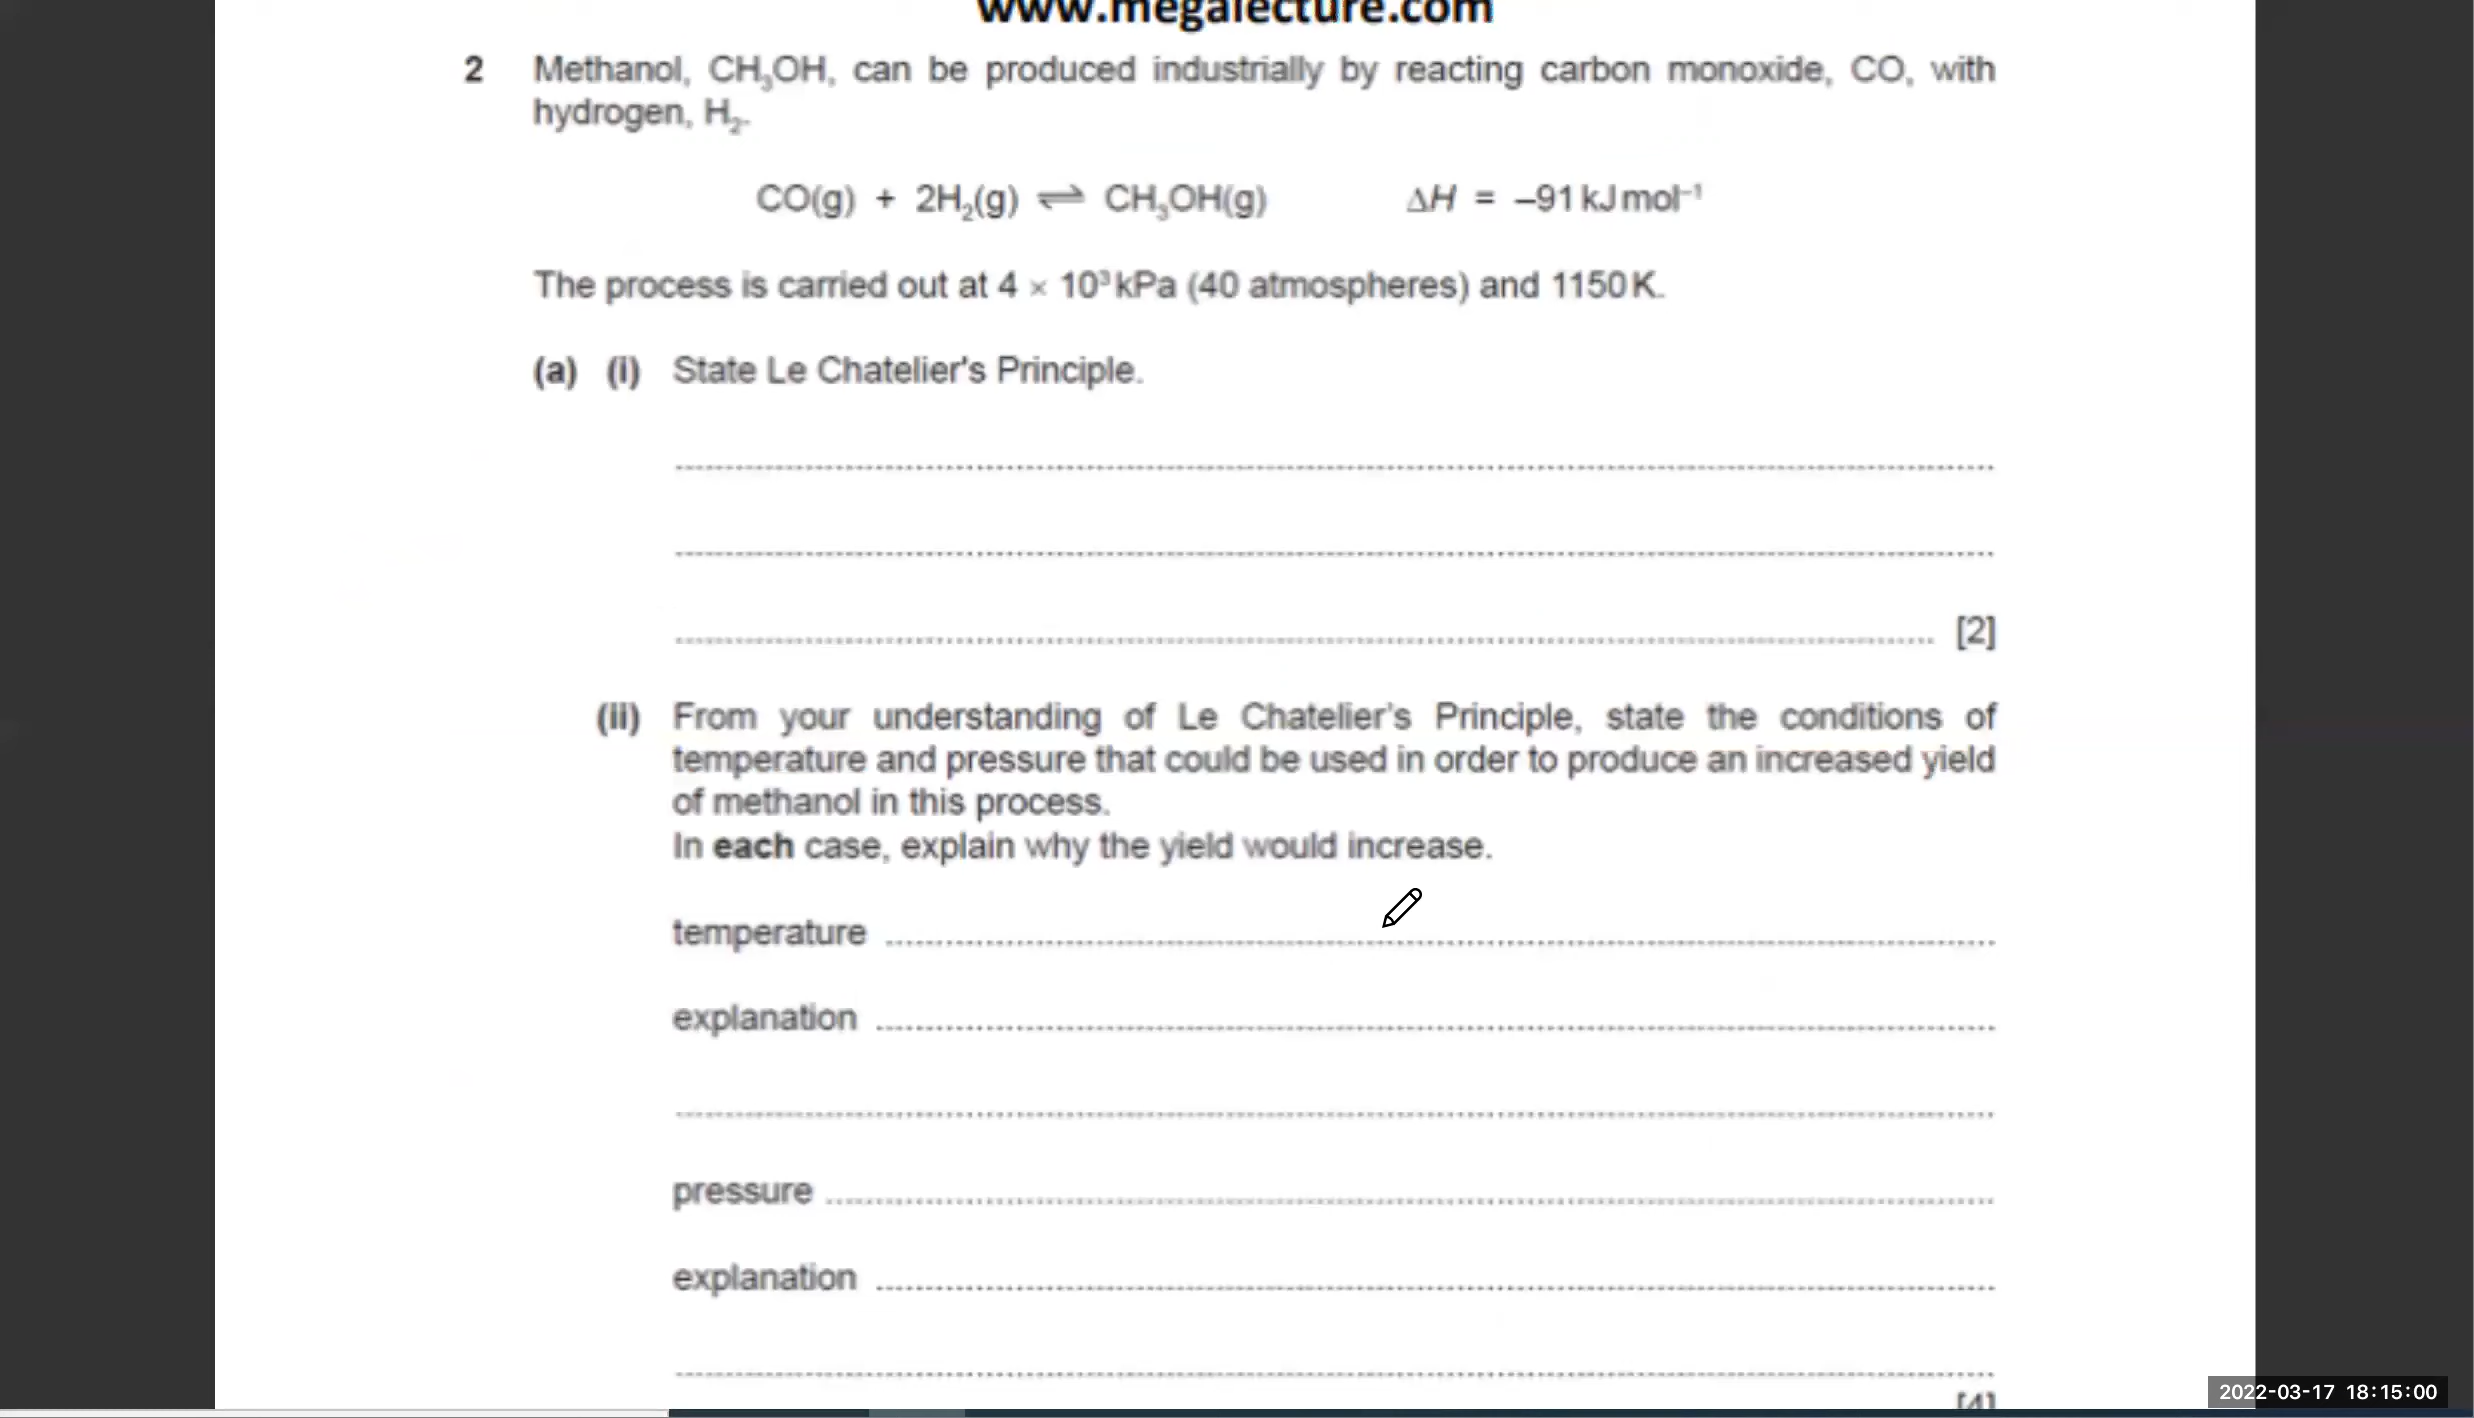 www.megalecture.com
2 Methanol, CH₃OH, can be produced industrially by reacting carbon monoxide, CO, with
hydrogen, H₂.
CO(g) + 2H₂(g) ⇌ CH₃OH(g) ΔH = –91 kJ mol⁻¹
The process is carried out at 4 × 10³ kPa (40 atmospheres) and 1150 K.
(a) (i) State Le Chatelier's Principle.
[2]
(ii) From your understanding of Le Chatelier's Principle, state the conditions of
temperature and pressure that could be used in order to produce an increased yield
of methanol in this process.
In each case, explain why the yield would increase.
temperature
explanation
pressure
explanation
[4]
2022-03-17 18:15:00